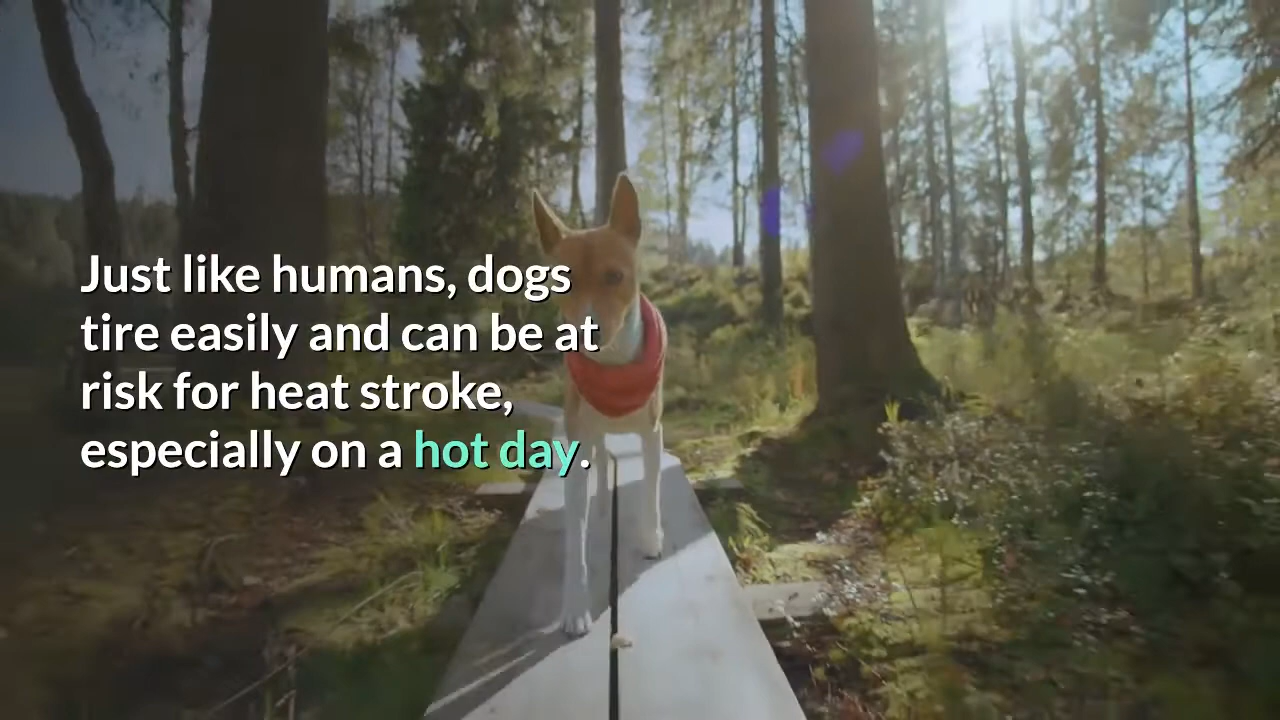 Just like humans, dogs
tire easily and can be at
risk for heat stroke,
especially on a hot day.